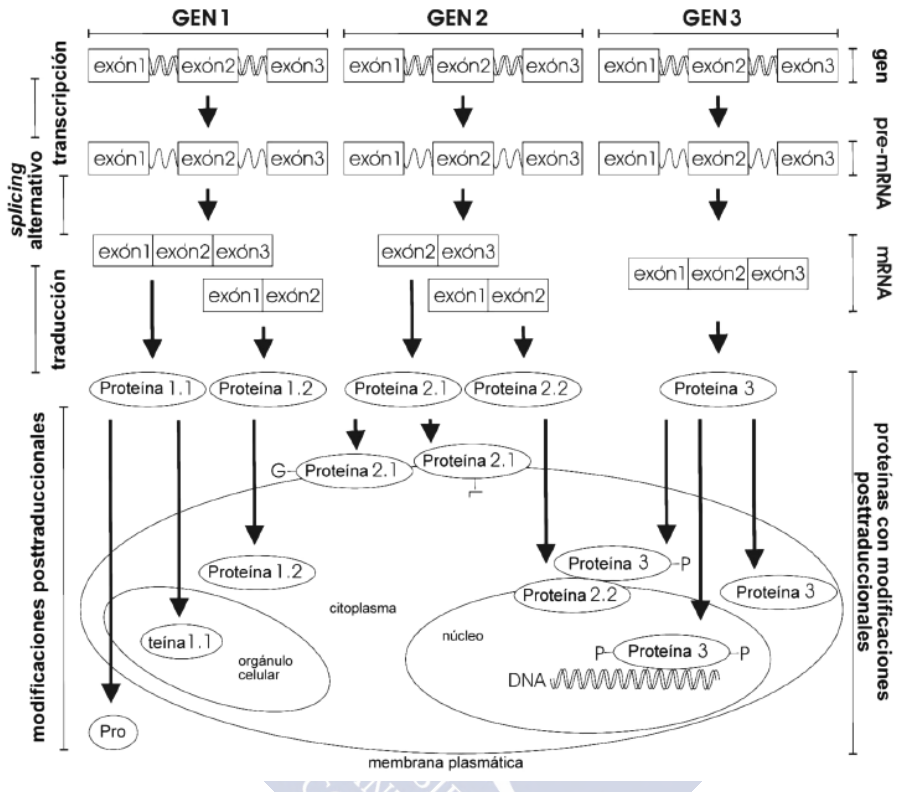 GEN 1 GEN 2 GEN 3
exón1 exón2 exón3 exón1 exón2 exón3 exón1 exón2 exón3
gen
transcripción
exón1 exón2 exón3 exón1 exón2 exón3 exón1 exón2 exón3
pre-mRNA
splicing
alternativo
exón1 exón2 exón3 exón2 exón3 exón1 exón2 exón3
exón1 exón2 exón1 exón2
mRNA
traducción
Proteína 1.1 Proteína 1.2 Proteína 2.1 Proteína 2.2 Proteína 3
modificaciones posttraduccionales
proteínas con modificaciones
posttraduccionales
G Proteína 2.1 Proteína 2.1
L
Proteína 1.2 Proteína 3 P
Proteína 2.2 Proteína 3
citoplasma
núcleo
teína 1.1
orgánulo
celular
P Proteína 3 P
DNA
Pro
membrana plasmática